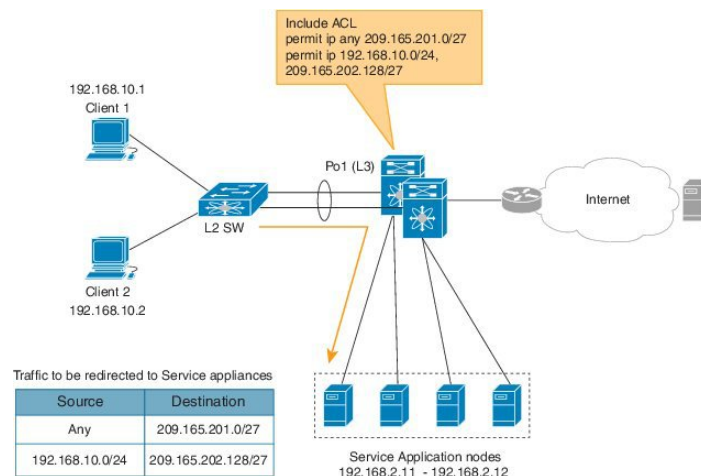 Include ACL
permit ip any 209.165.201.0/27
permit ip 192.168.10.0/24,
209.165.202.128/27
192.168.10.1
Client 1
Po1 (L3)
L2 SW
Internet
Client 2
192.168.10.2
Traffic to be redirected to Service appliances
Source Destination
Any 209.165.201.0/27
192.168.10.0/24 209.165.202.128/27
Service Application nodes
192.168.2.11 - 192.168.2.12